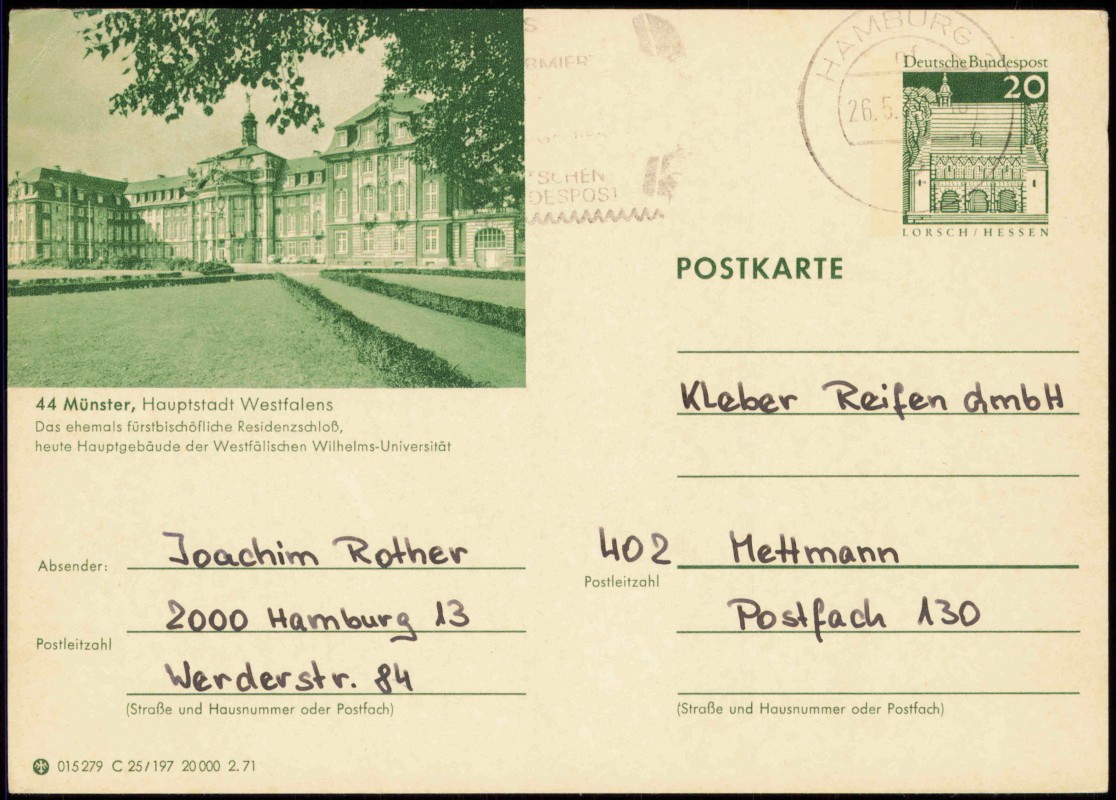 HAMBURG
26.5.
SCHEN
Deutsche Bundespost
20
LORSCH/HESSEN
POSTKARTE
44 Münster, Hauptstadt Westfalens
Das ehemals fürstbischöfliche Residenzschloß,
heute Hauptgebäude der Westfälischen Wilhelms-Universität
Kleber Reifen GmbH
402 Mettmann
Postleitzahl
Postfach 130
(Straße und Hausnummer oder Postfach)
Absender: Joachim Rother
2000 Hamburg 13
Postleitzahl
Werderstr. 84
(Straße und Hausnummer oder Postfach)
015279 C 25/197 20000 2.71